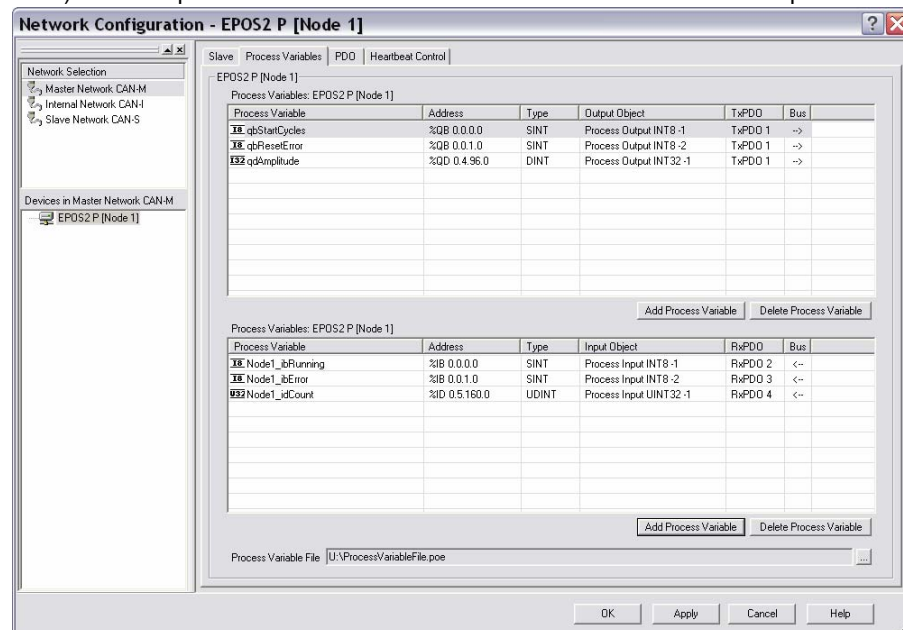 Network Configuration - EPOS2 P [Node 1]
Network Selection
Master Network CAN-M
Internal Network CAN-I
Slave Network CAN-S
Devices in Master Network CAN-M
EPOS2 P [Node 1]
Slave Process Variables PDO Heartbeat Control
EPOS2 P [Node 1]
Process Variables: EPOS2 P [Node 1]
Process Variable Address Type Output Object TxPDO Bus
I8 qbStartCycles %QB 0.0.0.0 SINT Process Output INT8 -1 TxPDO 1 -->
I8 qbResetError %QB 0.0.1.0 SINT Process Output INT8 -2 TxPDO 1 -->
I32 qdAmplitude %QD 0.4.96.0 DINT Process Output INT32 -1 TxPDO 1 -->
Add Process Variable Delete Process Variable
Process Variables: EPOS2 P [Node 1]
Process Variable Address Type Input Object RxPDO Bus
I8 Node1_ibRunning %IB 0.0.0.0 SINT Process Input INT8 -1 RxPDO 2 <--
I8 Node1_ibError %IB 0.0.1.0 SINT Process Input INT8 -2 RxPDO 3 <--
U32 Node1_idCount %ID 0.5.160.0 UDINT Process Input UINT32 -1 RxPDO 4 <--
Add Process Variable Delete Process Variable
Process Variable File U:\ProcessVariableFile.poe ...
OK Apply Cancel Help